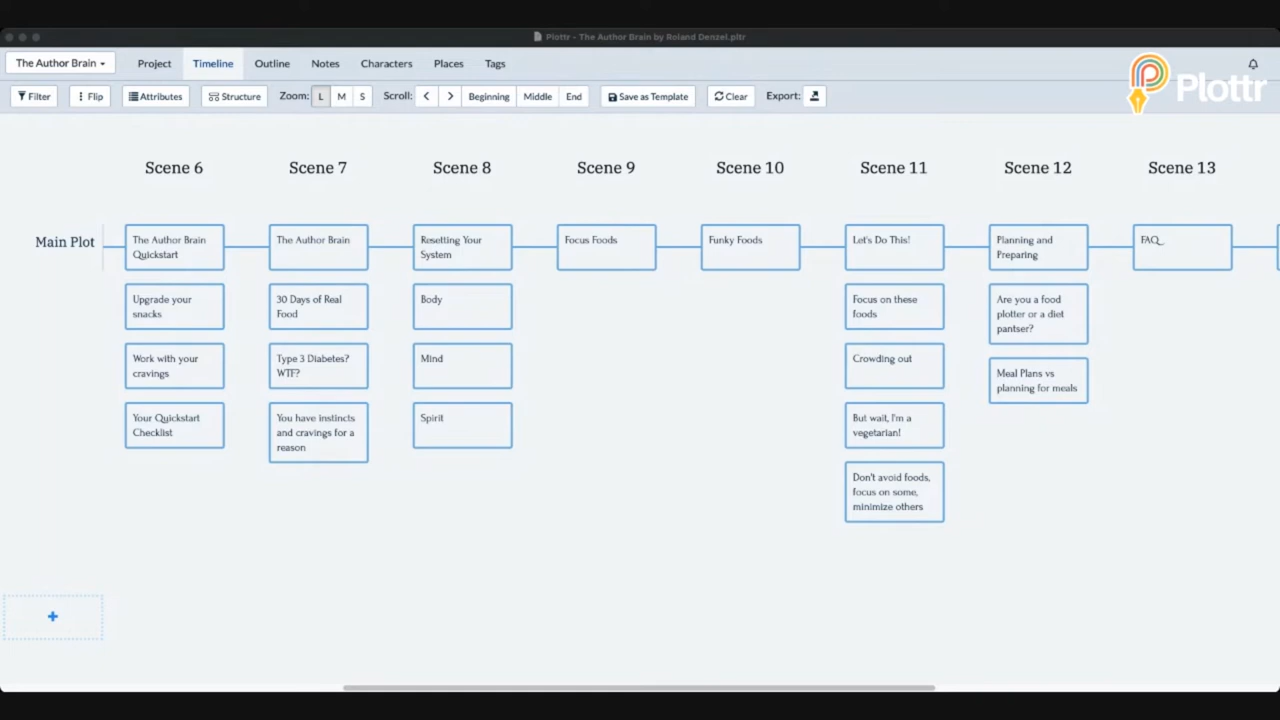 Plottr - The Author Brain by Roland Denzel.pltr
The Author Brain
Project
Timeline
Outline
Notes
Characters
Places
Tags
Plottr
Filter
Flip
Attributes
Structure
Zoom:
L
M
S
Scroll:
Beginning
Middle
End
Save as Template
Clear
Export:
Scene 6
Scene 7
Scene 8
Scene 9
Scene 10
Scene 11
Scene 12
Scene 13
Main Plot
The Author Brain
Quickstart
Upgrade your
snacks
Work with your
cravings
Your Quickstart
Checklist
The Author Brain
30 Days of Real
Food
Type 3 Diabetes?
WTF?
You have instincts
and cravings for a
reason
Resetting Your
System
Body
Mind
Spirit
Focus Foods
Funky Foods
Let's Do This!
Focus on these
foods
Crowding out
But wait, I'm a
vegetarian!
Don't avoid foods,
focus on some,
minimize others
Planning and
Preparing
Are you a food
plotter or a diet
pantser?
Meal Plans vs
planning for meals
FAQ